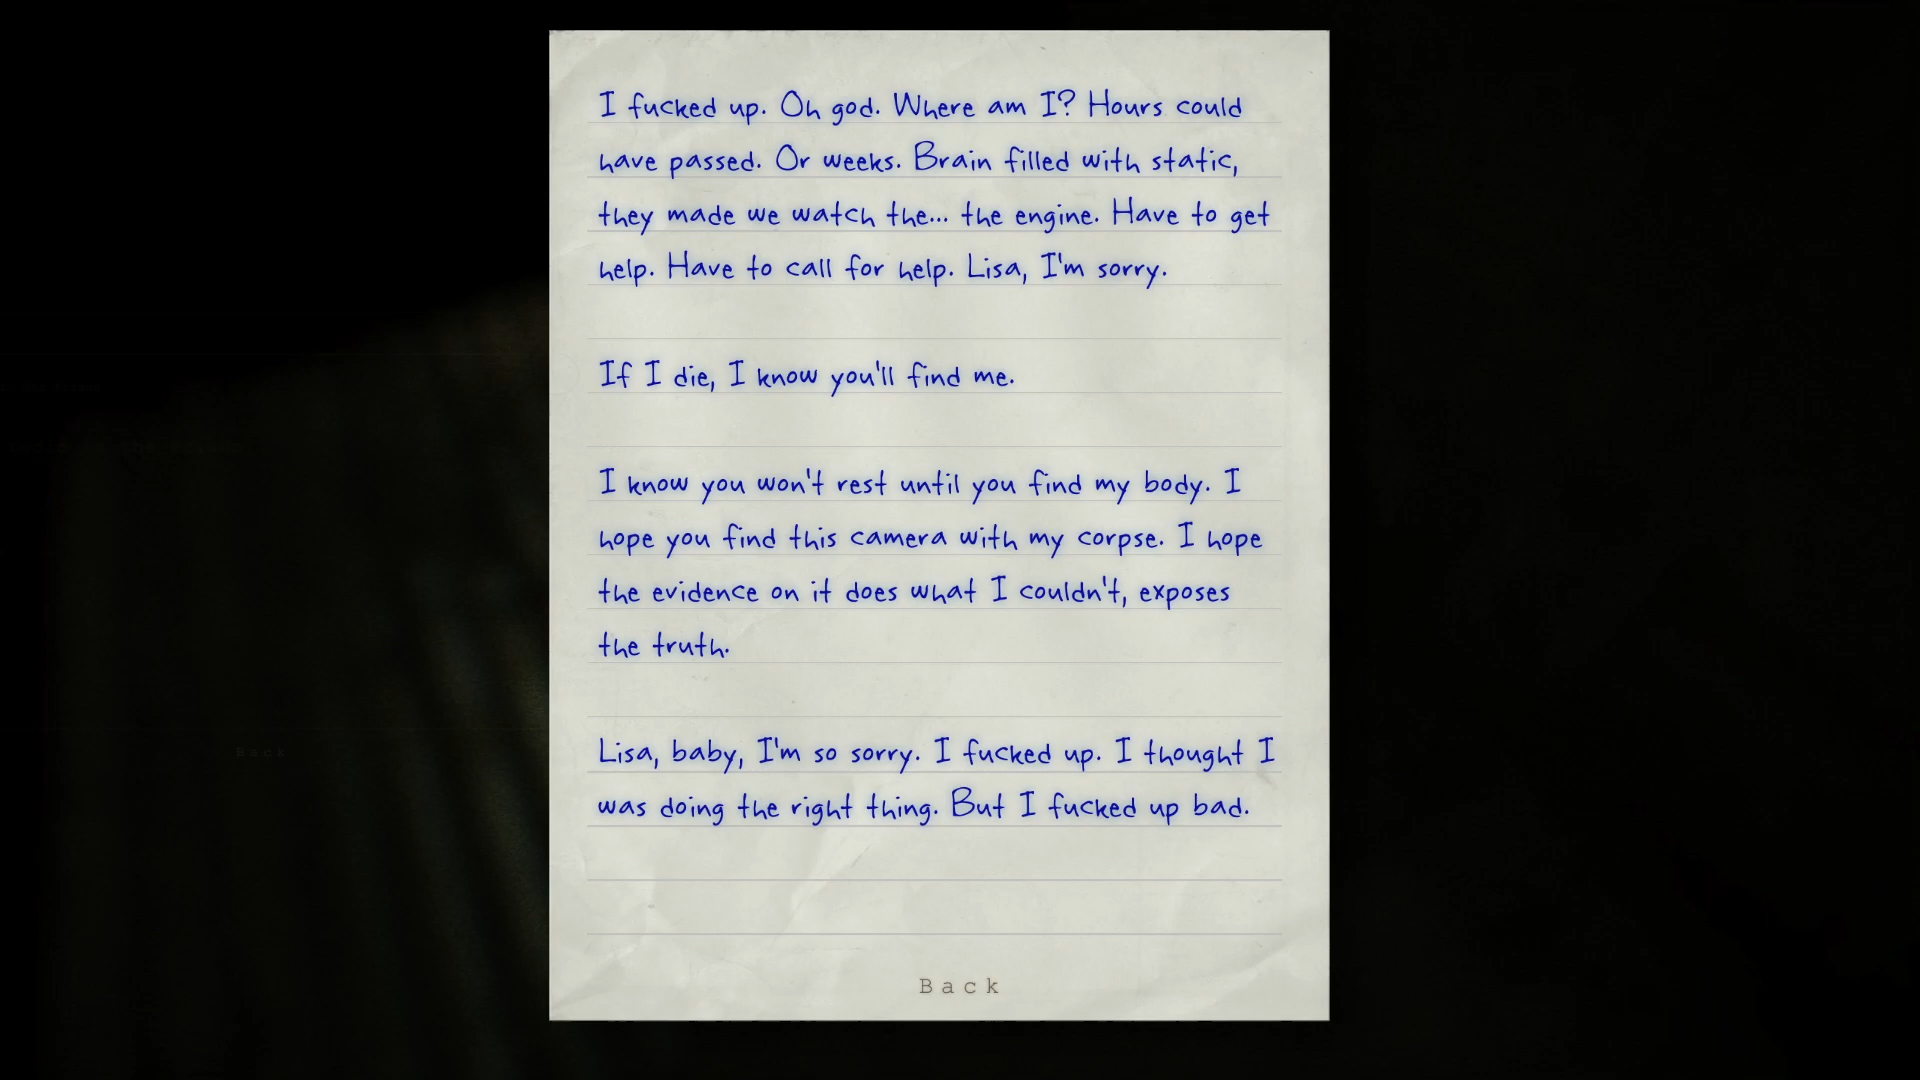 I fucked up. Oh god. Where am I? Hours could
have passed. Or weeks. Brain filled with static,
they made we watch the... the engine. Have to get
help. Have to call for help. Lisa, I'm sorry.
If I die, I know you'll find me.
I know you won't rest until you find my body. I
hope you find this camera with my corpse. I hope
the evidence on it does what I couldn't, exposes
the truth.
Lisa, baby, I'm so sorry. I fucked up. I thought I
was doing the right thing. But I fucked up bad.
Back